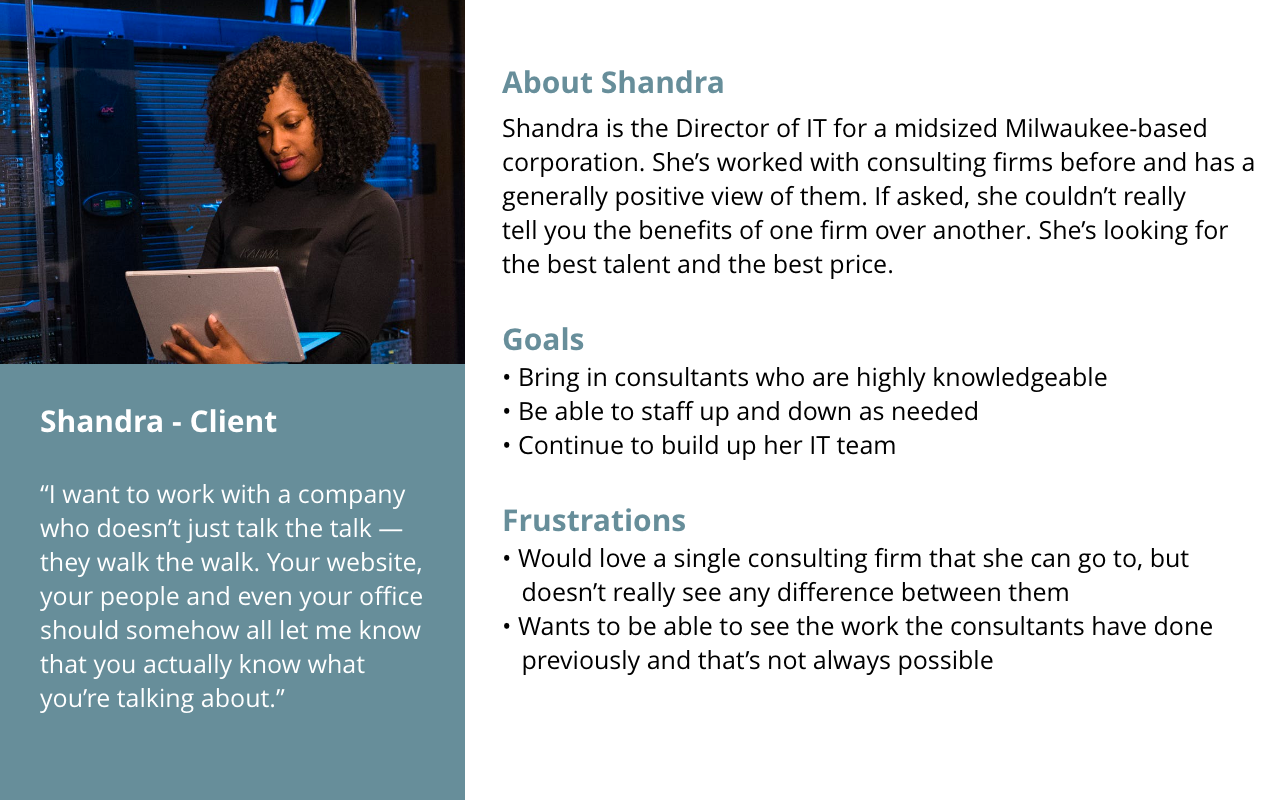 APC
KARMA
Shandra - Client
“I want to work with a company
who doesn’t just talk the talk —
they walk the walk. Your website,
your people and even your office
should somehow all let me know
that you actually know what
you’re talking about.”
About Shandra
Shandra is the Director of IT for a midsized Milwaukee-based
corporation. She’s worked with consulting firms before and has a
generally positive view of them. If asked, she couldn’t really
tell you the benefits of one firm over another. She’s looking for
the best talent and the best price.
Goals
• Bring in consultants who are highly knowledgeable
• Be able to staff up and down as needed
• Continue to build up her IT team
Frustrations
• Would love a single consulting firm that she can go to, but
doesn’t really see any difference between them
• Wants to be able to see the work the consultants have done
previously and that’s not always possible